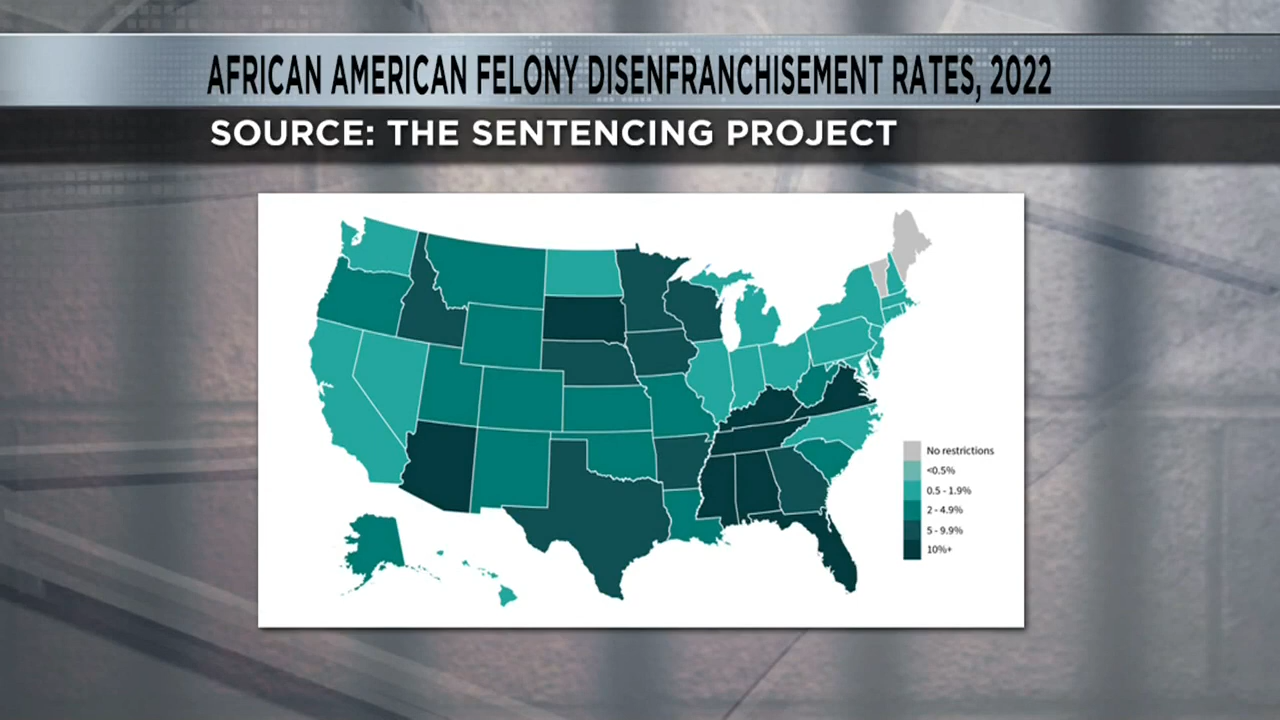 AFRICAN AMERICAN FELONY DISENFRANCHISEMENT RATES, 2022
SOURCE: THE SENTENCING PROJECT
No restrictions
<0.5%
0.5 - 1.9%
2 - 4.9%
5 - 9.9%
10%+